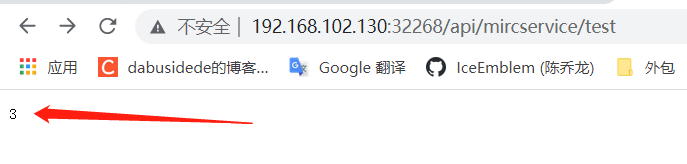 不安全 | 192.168.102.130:32268/api/mircservice/test
应用 dabusidede的博客... Google 翻译 IceEmblem (陈乔龙) 外包
3